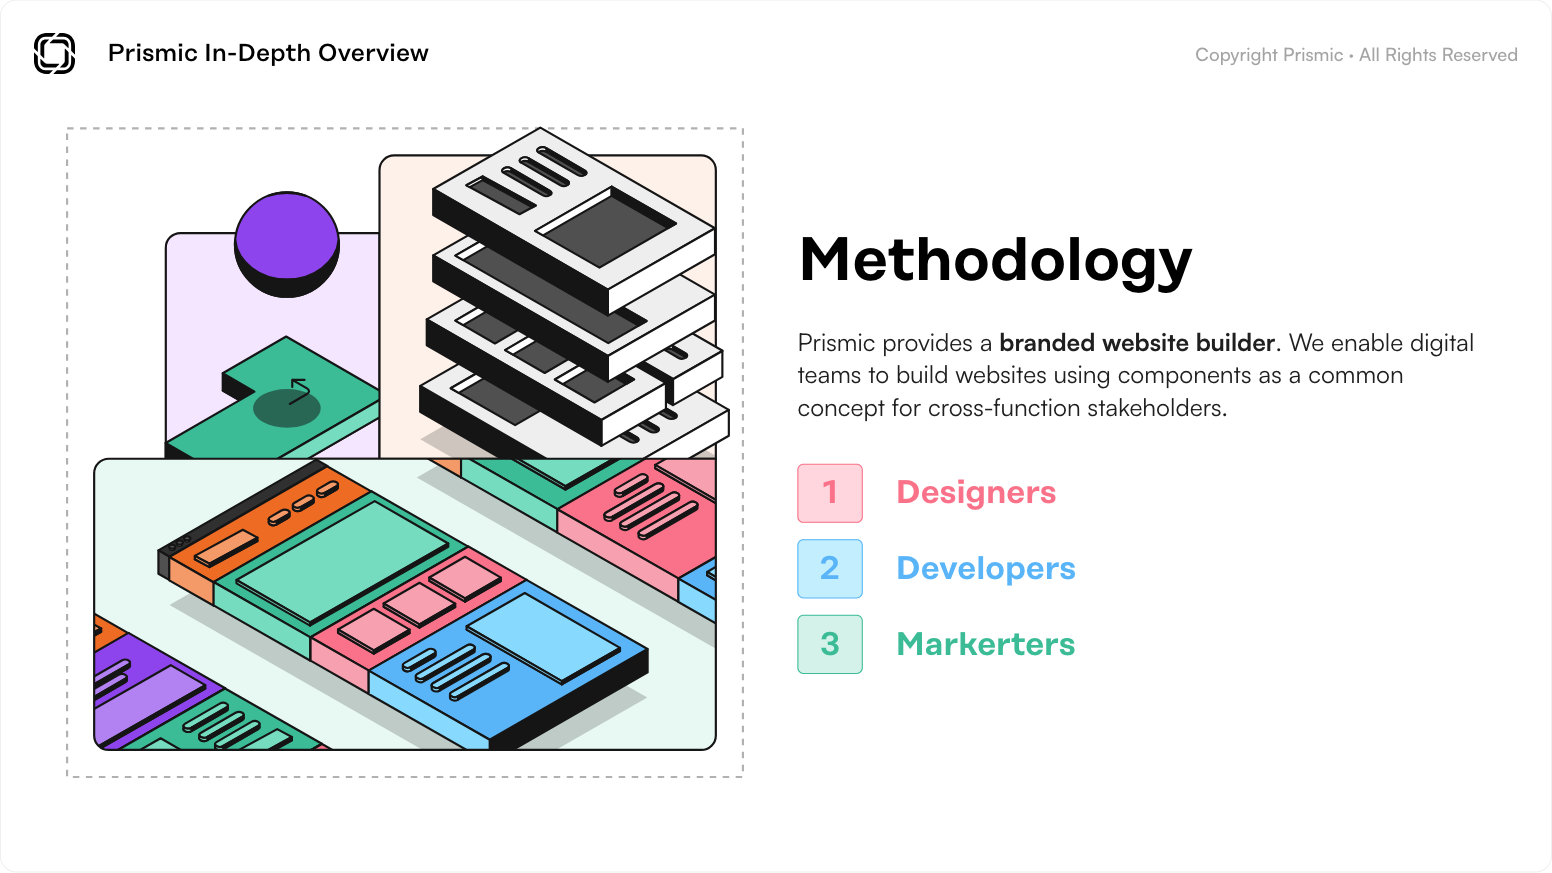 Prismic In-Depth Overview
Copyright Prismic · All Rights Reserved
Methodology
Prismic provides a branded website builder. We enable digital
teams to build websites using components as a common
concept for cross-function stakeholders.
1 Designers
2 Developers
3 Markerters